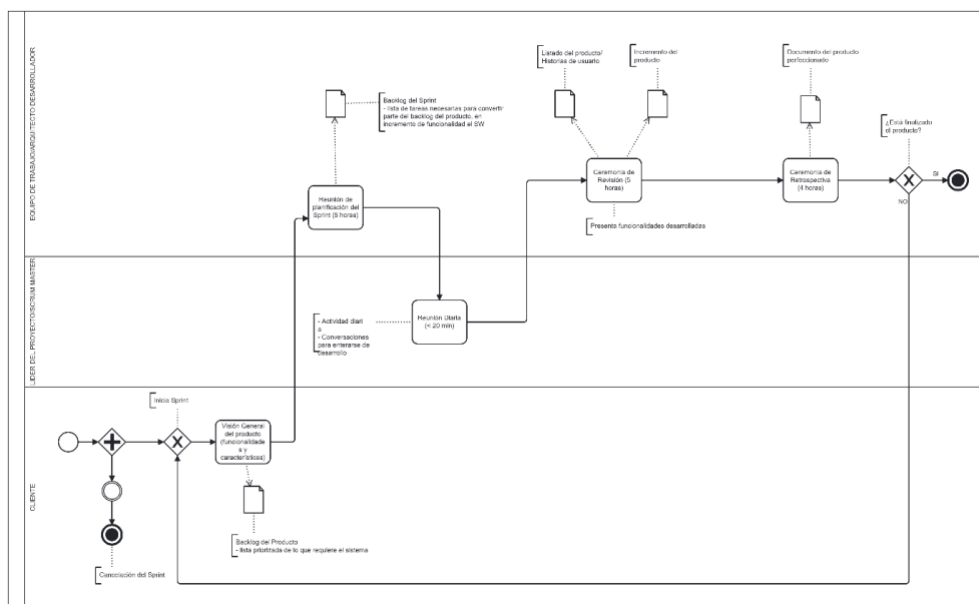 EQUIPO DE TRABAJO/ARQUITECTO DESARROLLADOR
Listado del producto/
Historias de usuario
Incremento del
producto
Documento del producto
perfeccionado
Backlog del Sprint
- lista de tareas necesarias para convertir
parte del backlog del producto, en
incremento de funcionalidad el SW
¿Está finalizado
el producto?
Reunión de
planificación del
Sprint (8 horas)
Ceremonia de
Revisión (5
horas)
Ceremonia de
Retrospectiva
(4 horas)
SI
NO
Presenta funcionalidades desarrolladas
LIDER DEL PROYECTO/SCRUM MASTER
- Actividad diari
a
- Conversaciones
para enterarse de
desarrollo
Reunión Diaria
(< 20 min)
CLIENTE
Inicia Sprint
Visión General
del producto
(funcionalidade
s y
características)
Backlog del Producto
- lista priorizada de lo que requiere el sistema
Cancelación del Sprint